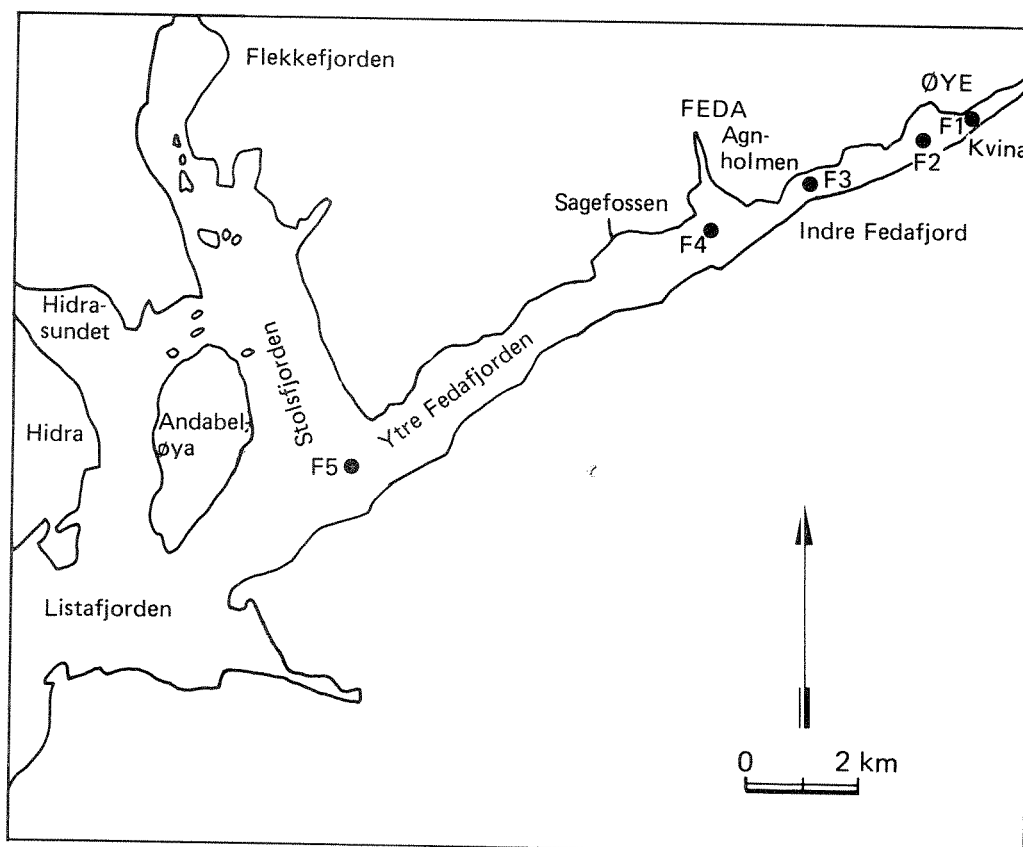 Flekkefjorden
ØYE
FEDA
F1
Agn-
holmen
Kvina
F2
F3
Sagefossen
F4
Indre Fedafjord
Hidra-
sundet
Stolsfjorden
Ytre Fedafjorden
Andabel-
øya
Hidra
F5
Listafjorden
0 2 km